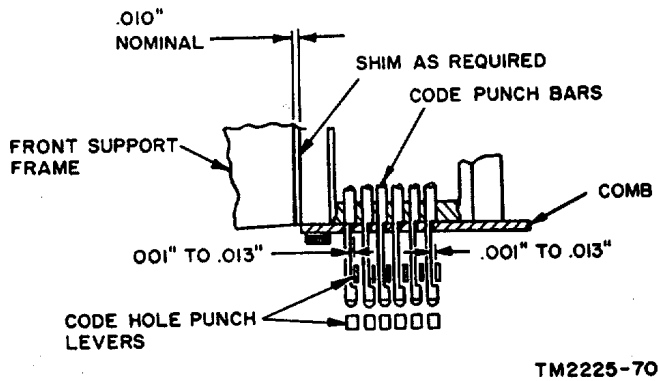 .010"
NOMINAL
SHIM AS REQUIRED
CODE PUNCH BARS
FRONT SUPPORT
FRAME
COMB
.001" TO .013"
.001" TO .013"
CODE HOLE PUNCH
LEVERS
TM2225-70